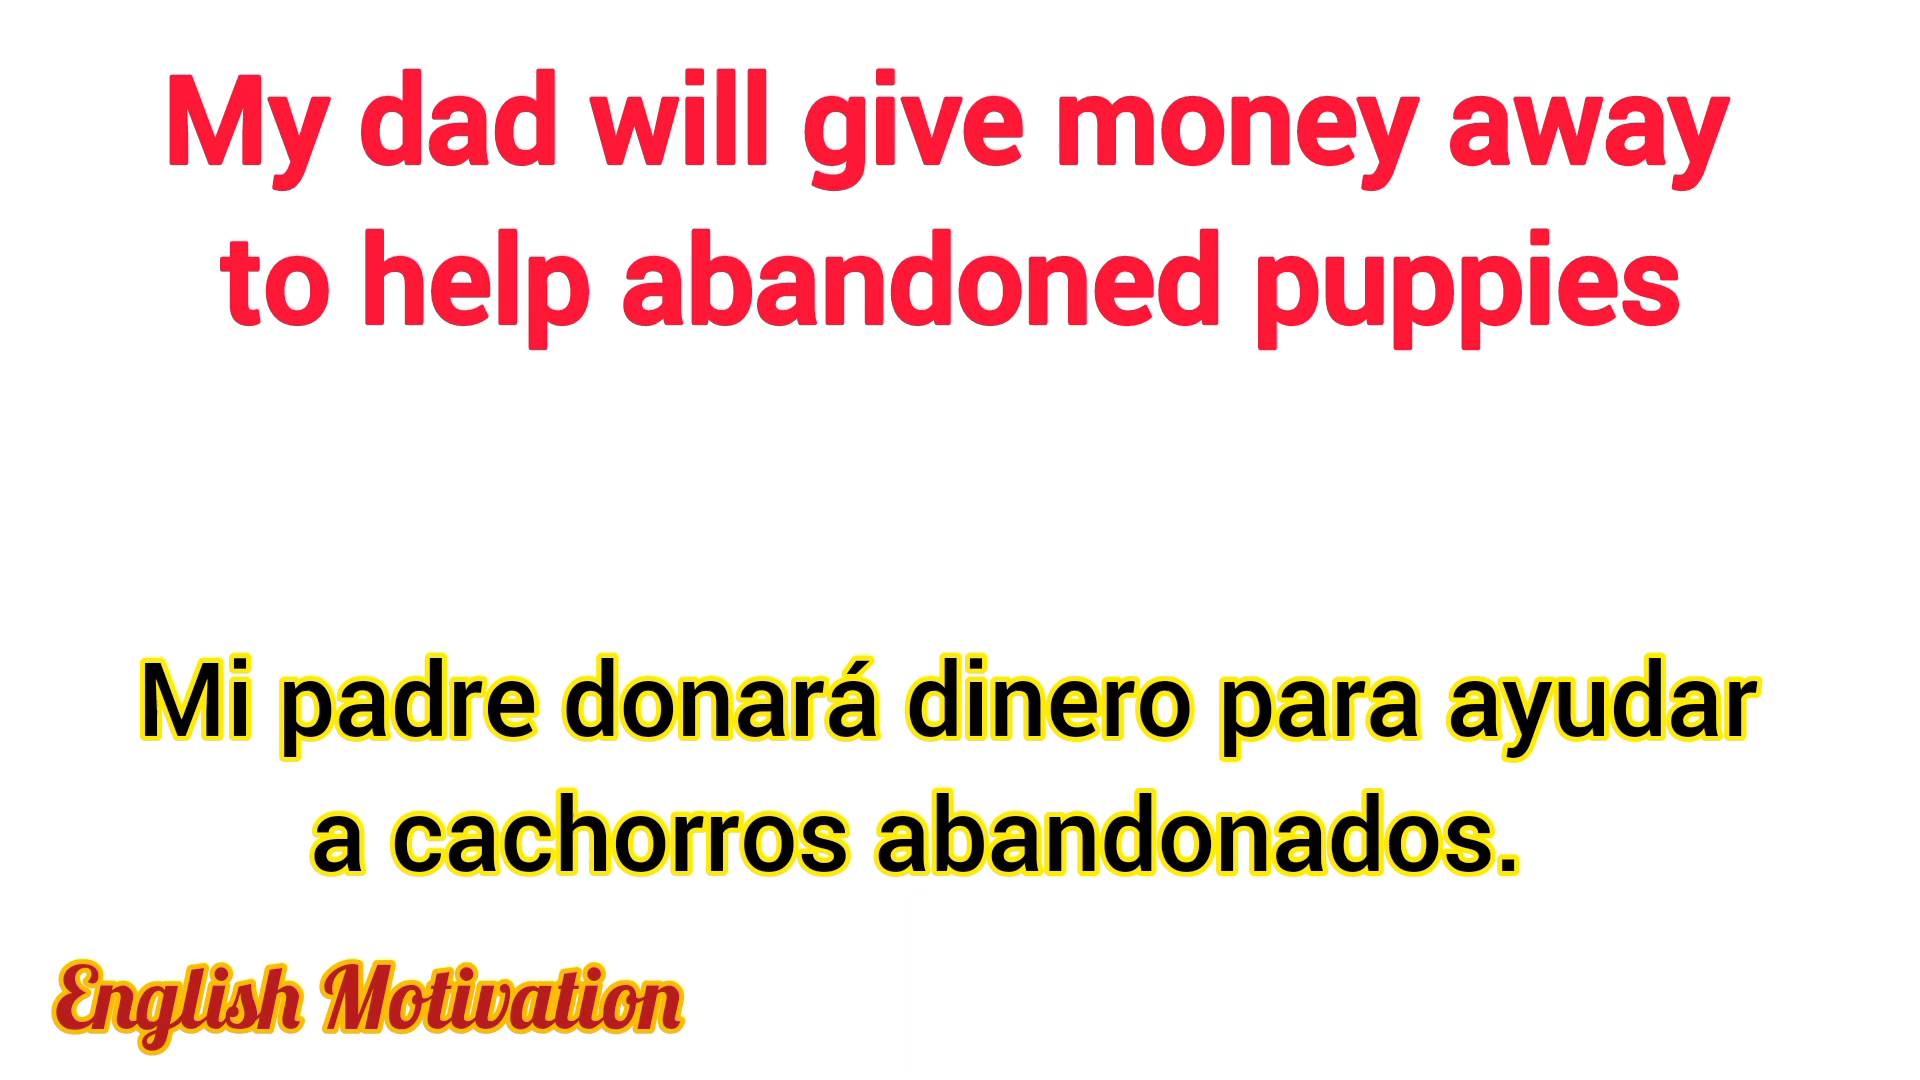 My dad will give money away
to help abandoned puppies
Mi padre donará dinero para ayudar
a cachorros abandonados.
English Motivation